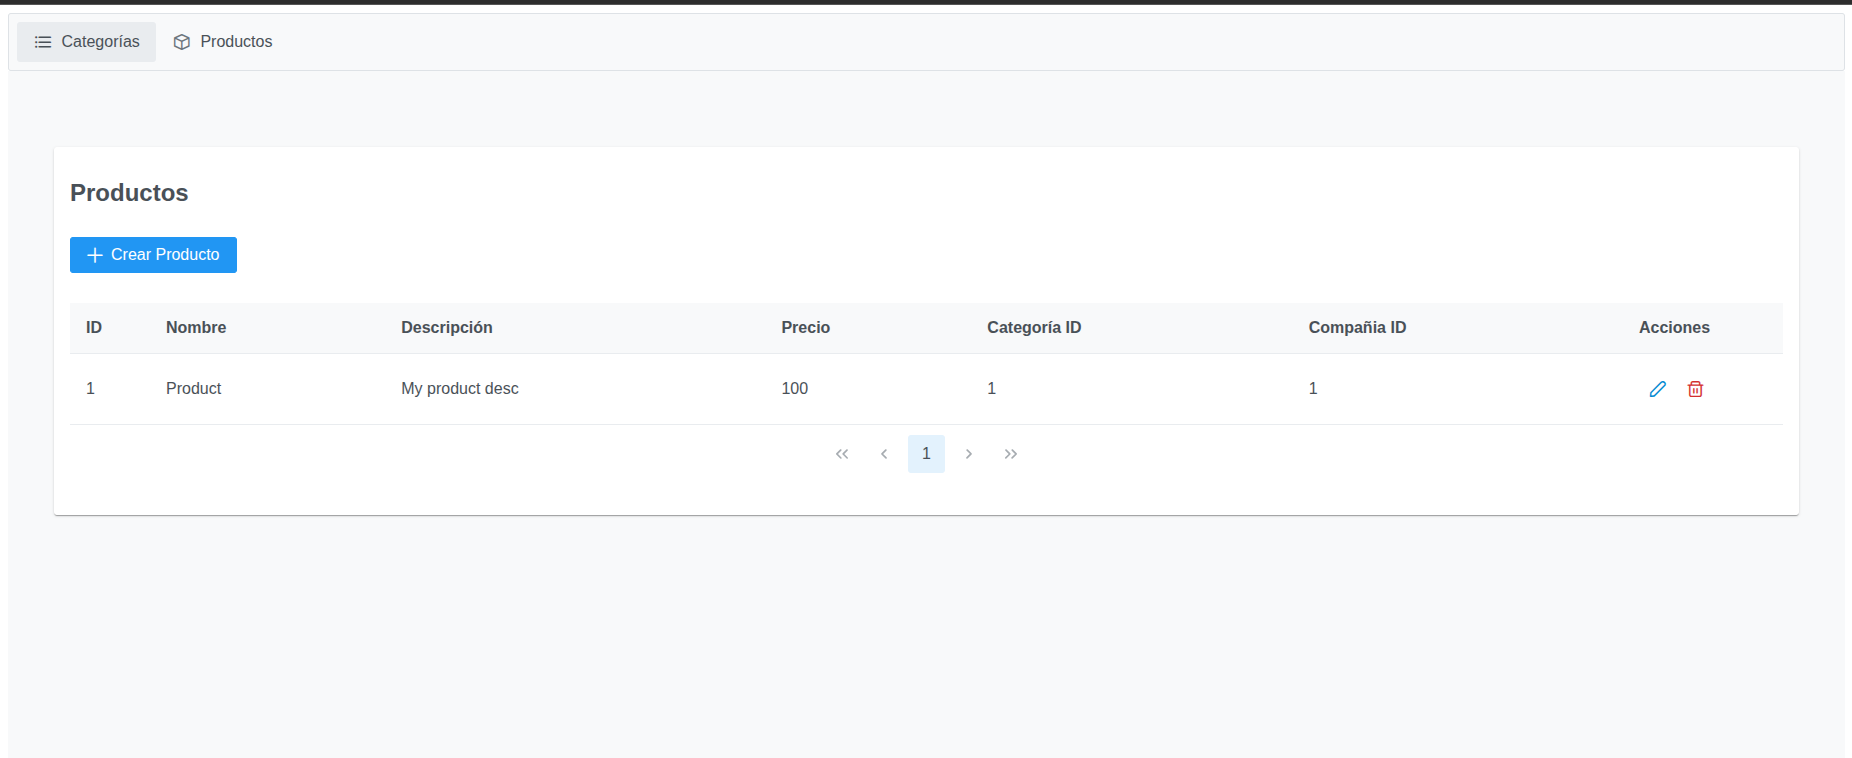 Categorías Productos
Productos
Crear Producto
ID Nombre Descripción Precio Categoría ID Compañia ID Acciones
1 Product My product desc 100 1 1
1